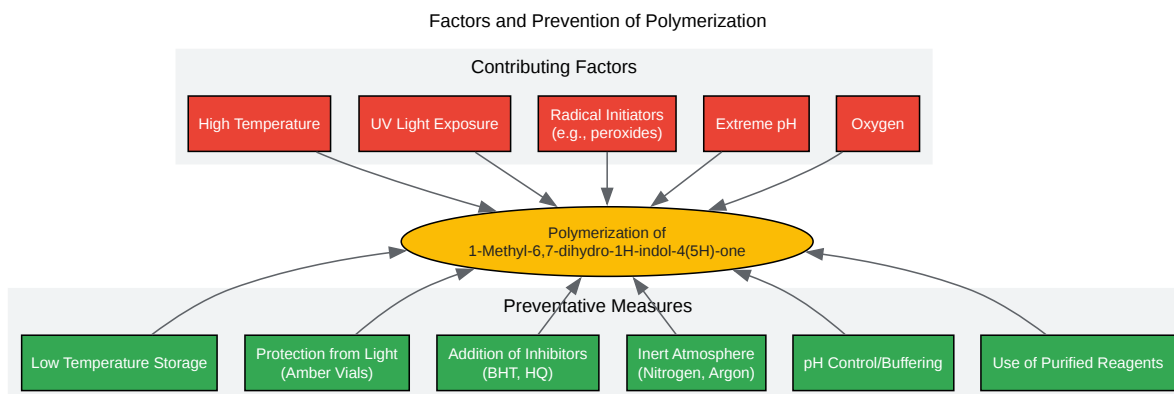 Factors and Prevention of Polymerization
Contributing Factors
High Temperature
UV Light Exposure
Radical Initiators
(e.g., peroxides)
Extreme pH
Oxygen
Polymerization of
1-Methyl-6,7-dihydro-1H-indol-4(5H)-one
Preventative Measures
Low Temperature Storage
Protection from Light
(Amber Vials)
Addition of Inhibitors
(BHT, HQ)
Inert Atmosphere
(Nitrogen, Argon)
pH Control/Buffering
Use of Purified Reagents